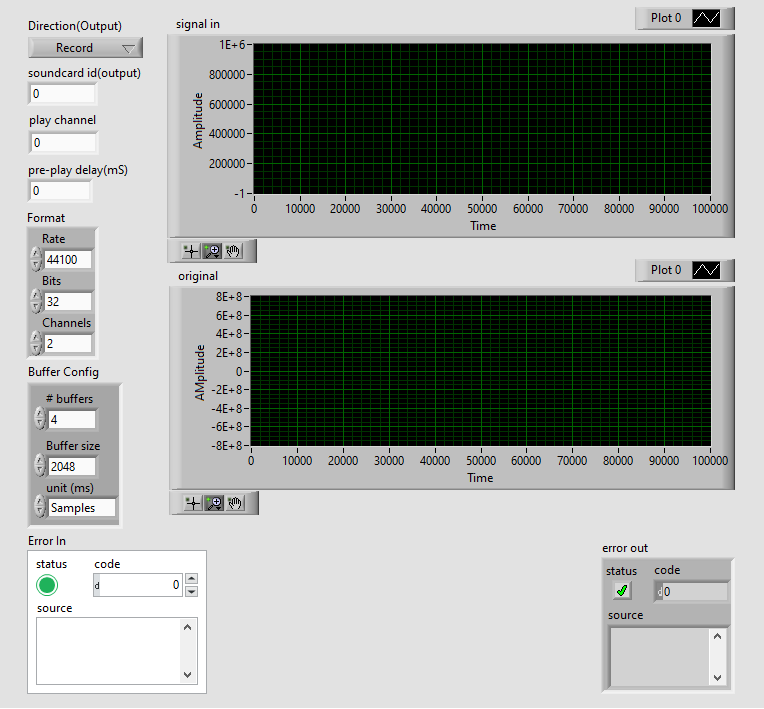 Direction(Output)
Record
soundcard id(output)
0
play channel
0
pre-play delay(mS)
0
Format
Rate
44100
Bits
32
Channels
2
Buffer Config
# buffers
4
Buffer size
2048
unit (ms)
Samples
Error In
status code
d 0
source
signal in
Plot 0
1E+6
800000
600000
400000
200000
-1
Amplitude
0 10000 20000 30000 40000 50000 60000 70000 80000 90000 100000
Time
original
Plot 0
8E+8
6E+8
4E+8
2E+8
0
-2E+8
-4E+8
-6E+8
-8E+8
AMplitude
0 10000 20000 30000 40000 50000 60000 70000 80000 90000 100000
Time
error out
status code
d 0
source